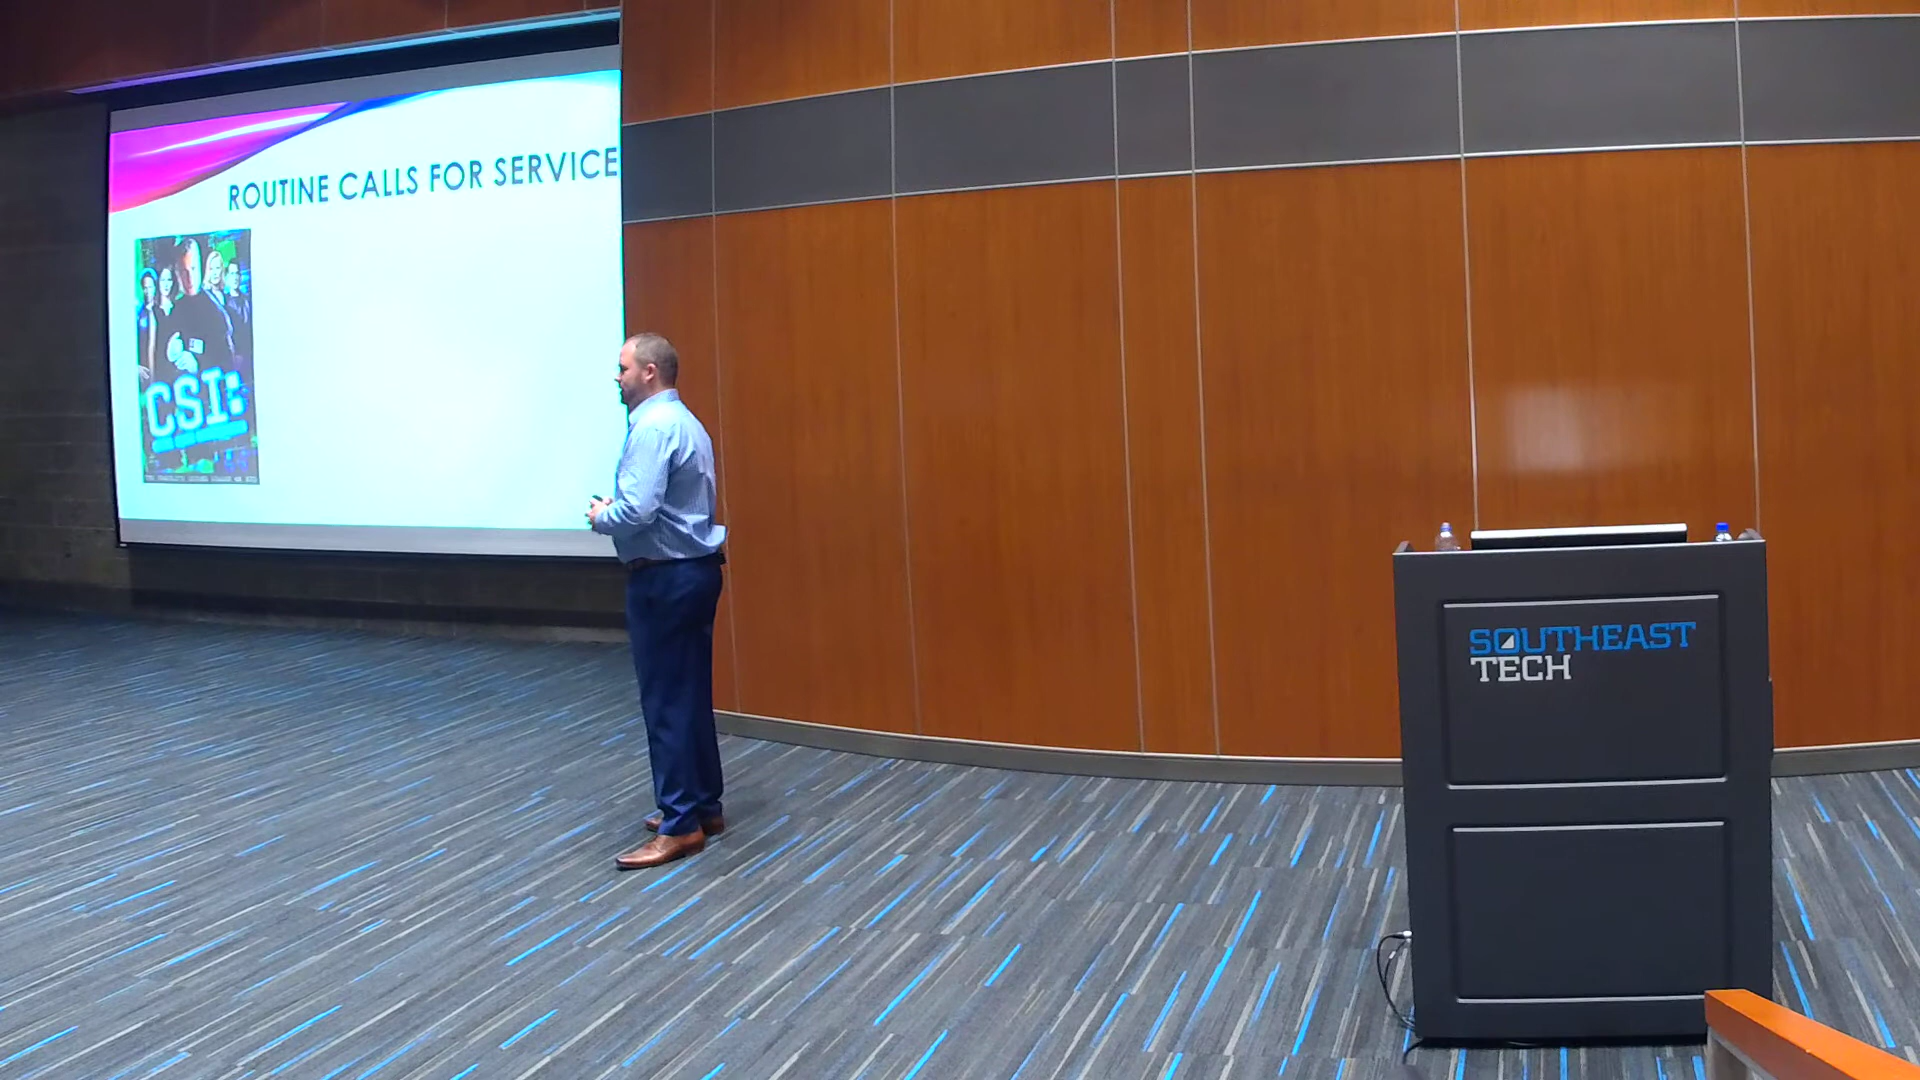 ROUTINE CALLS FOR SERVICE
CSI:
SOUTHEAST
TECH